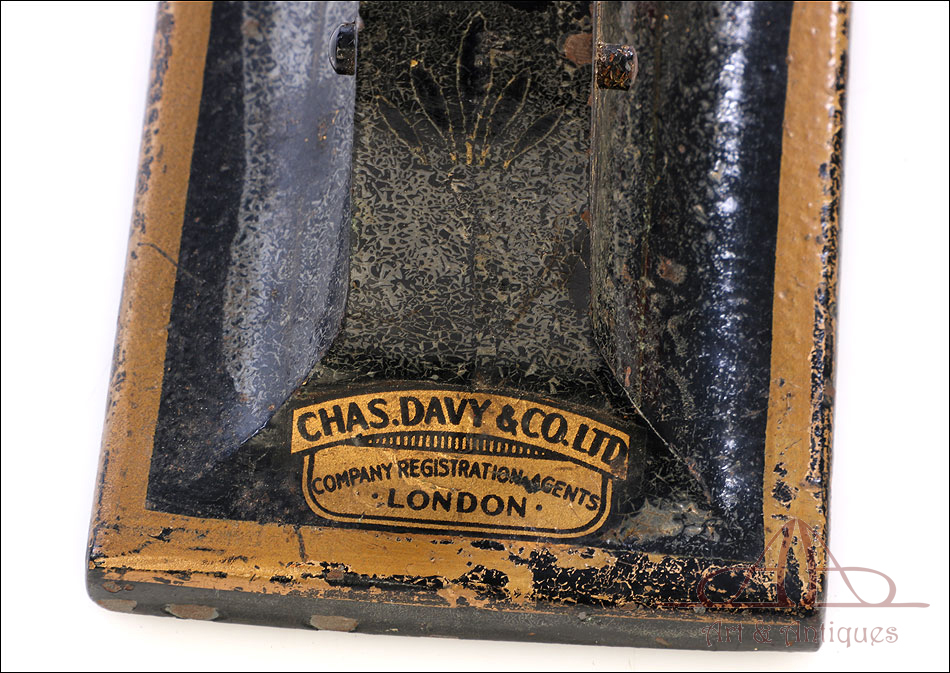 CHAS. DAVY & CO. LTD
COMPANY REGISTRATION AGENTS
· LONDON ·
Art & Antiques